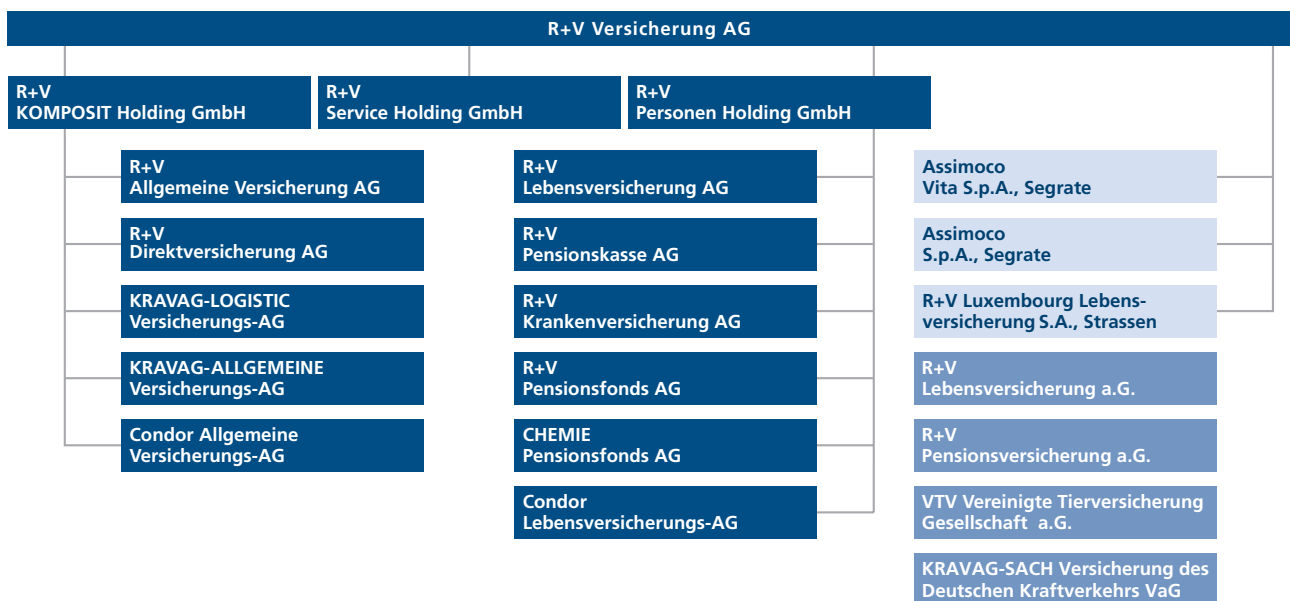 R+V Versicherung AG
R+V
KOMPOSIT Holding GmbH
R+V
Service Holding GmbH
R+V
Personen Holding GmbH
R+V
Allgemeine Versicherung AG
R+V
Direktversicherung AG
KRAVAG-LOGISTIC
Versicherungs-AG
KRAVAG-ALLGEMEINE
Versicherungs-AG
Condor Allgemeine
Versicherungs-AG
R+V
Lebensversicherung AG
R+V
Pensionskasse AG
R+V
Krankenversicherung AG
R+V
Pensionsfonds AG
CHEMIE
Pensionsfonds AG
Condor
Lebensversicherungs-AG
Assimoco
Vita S.p.A., Segrate
Assimoco
S.p.A., Segrate
R+V Luxembourg Lebens-
versicherung S.A., Strassen
R+V
Lebensversicherung a.G.
R+V
Pensionsversicherung a.G.
VTV Vereinigte Tierversicherung
Gesellschaft a.G.
KRAVAG-SACH Versicherung des
Deutschen Kraftverkehrs VaG